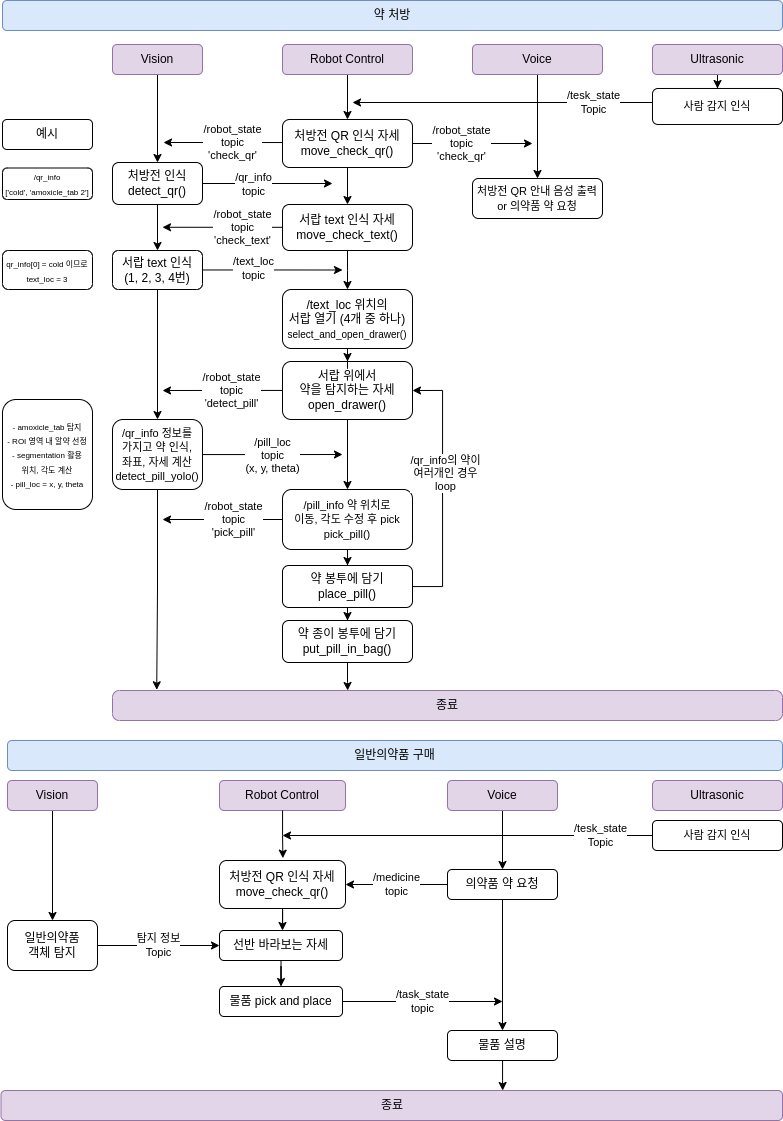 약 처방
Vision
Robot Control
Voice
Ultrasonic
/tesk_state
Topic
사람 감지 인식
예시
/robot_state
topic
'check_qr'
처방전 QR 인식 자세
move_check_qr()
/robot_state
topic
'check_qr'
/qr_info
['cold', 'amoxicle_tab 2']
처방전 인식
detect_qr()
/qr_info
topic
처방전 QR 안내 음성 출력
or 의약품 약 요청
/robot_state
topic
'check_text'
서랍 text 인식 자세
move_check_text()
qr_info[0] = cold 이므로
text_loc = 3
서랍 text 인식
(1, 2, 3, 4번)
/text_loc
topic
/text_loc 위치의
서랍 열기 (4개 중 하나)
select_and_open_drawer()
/robot_state
topic
'detect_pill'
서랍 위에서
약을 탐지하는 자세
open_drawer()
- amoxicle_tab 탐지
- ROI 영역 내 알약 선정
- segmentation 활용
위치, 각도 계산
- pill_loc = x, y, theta
/qr_info 정보를
가지고 약 인식,
좌표, 자세 계산
detect_pill_yolo()
/pill_loc
topic
(x, y, theta)
/qr_info의 약이
여러개인 경우
loop
/robot_state
topic
'pick_pill'
/pill_info 약 위치로
이동, 각도 수정 후 pick
pick_pill()
약 봉투에 담기
place_pill()
약 종이 봉투에 담기
put_pill_in_bag()
종료
일반의약품 구매
Vision
Robot Control
Voice
Ultrasonic
/tesk_state
Topic
사람 감지 인식
처방전 QR 인식 자세
move_check_qr()
/medicine
topic
의약품 약 요청
일반의약품
객체 탐지
탐지 정보
Topic
선반 바라보는 자세
물품 pick and place
/task_state
topic
물품 설명
종료